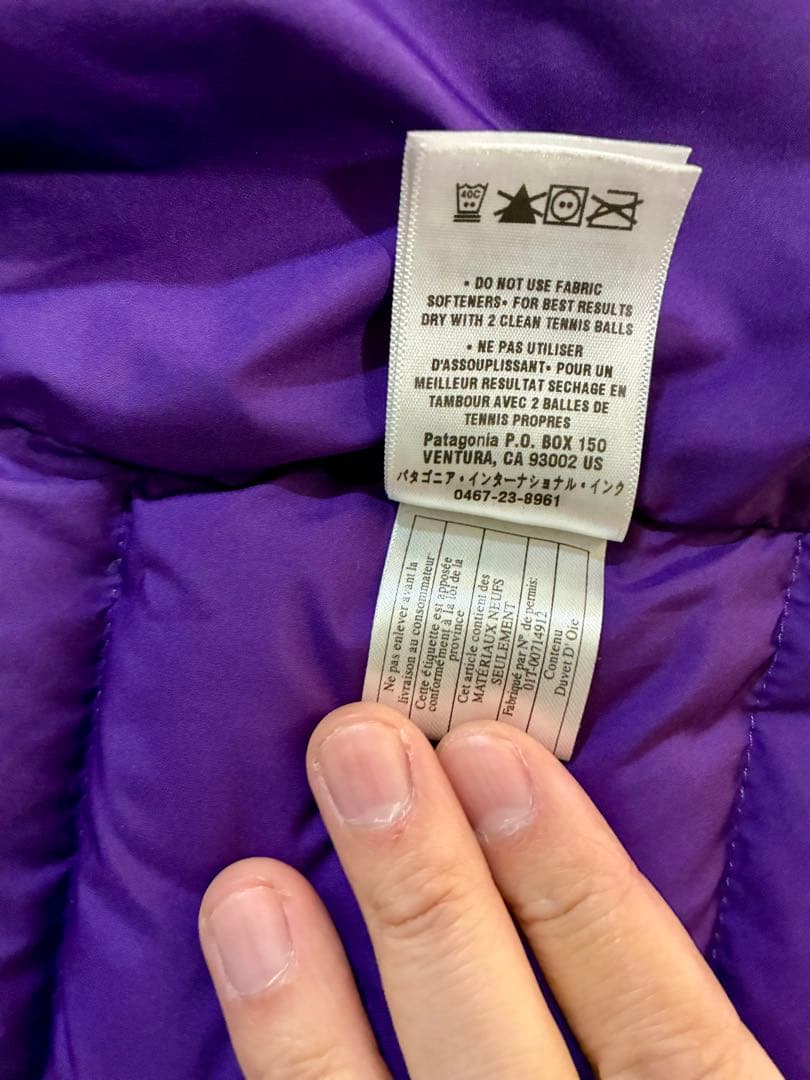 40C
• DO NOT USE FABRIC
SOFTENERS• FOR BEST RESULTS
DRY WITH 2 CLEAN TENNIS BALLS
• NE PAS UTILISER
D'ASSOUPLISSANT• POUR UN
MEILLEUR RESULTAT SECHAGE EN
TAMBOUR AVEC 2 BALLES DE
TENNIS PROPRES
Patagonia P.O. BOX 150
VENTURA, CA 93002 US
パタゴニア・インターナショナル・インク
0467-23-8961
Ne pas enlever avant la
livraison au consommateur
Cette étiquette est apposée
conformément à la loi de la
province
Cet article contient des
MATÉRIAUX NEUFS
SEULEMENT
Fabriqué par N° de permis:
01T-00714912
Contenu
Duvet D'Oie